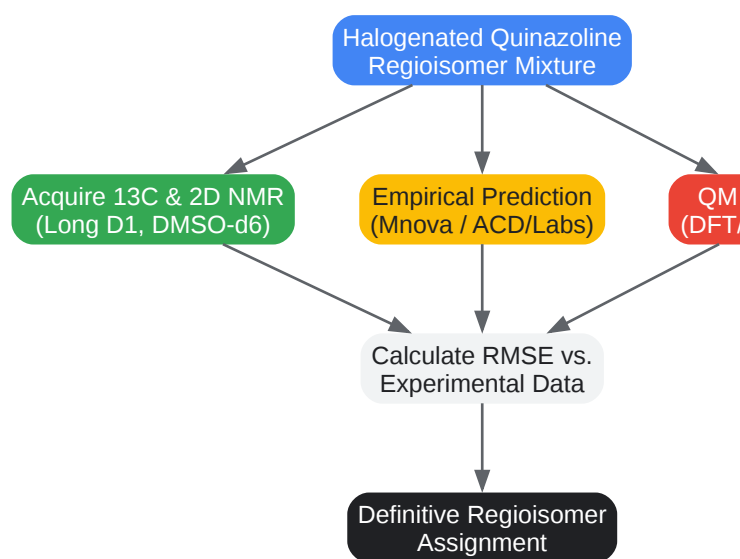 Halogenated Quinazoline
Regioisomer Mixture
Acquire 13C & 2D NMR
(Long D1, DMSO-d6)
Empirical Prediction
(Mnova / ACD/Labs)
QM
(DFT/
Calculate RMSE vs.
Experimental Data
Definitive Regioisomer
Assignment